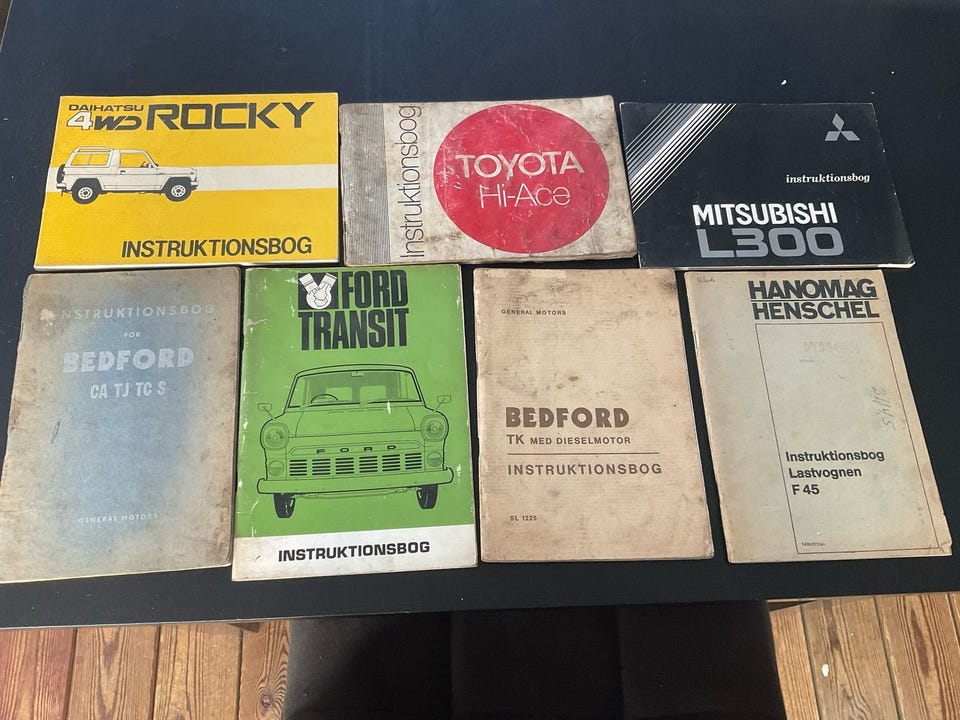 DAIHATSU
4WD ROCKY
INSTRUKTIONSBOG
Instruktionsbog
TOYOTA
Hi-Ace
instruktionsbog
MITSUBISHI
L300
INSTRUKTIONSBOG
FOR
BEDFORD
CA TJ TC S
GENERAL MOTORS
FORD
TRANSIT
FORD
INSTRUKTIONSBOG
GENERAL MOTORS
BEDFORD
TK MED DIESELMOTOR
INSTRUKTIONSBOG
SL 1225
HANOMAG
HENSCHEL
Instruktionsbog
Lastvognen
F 45